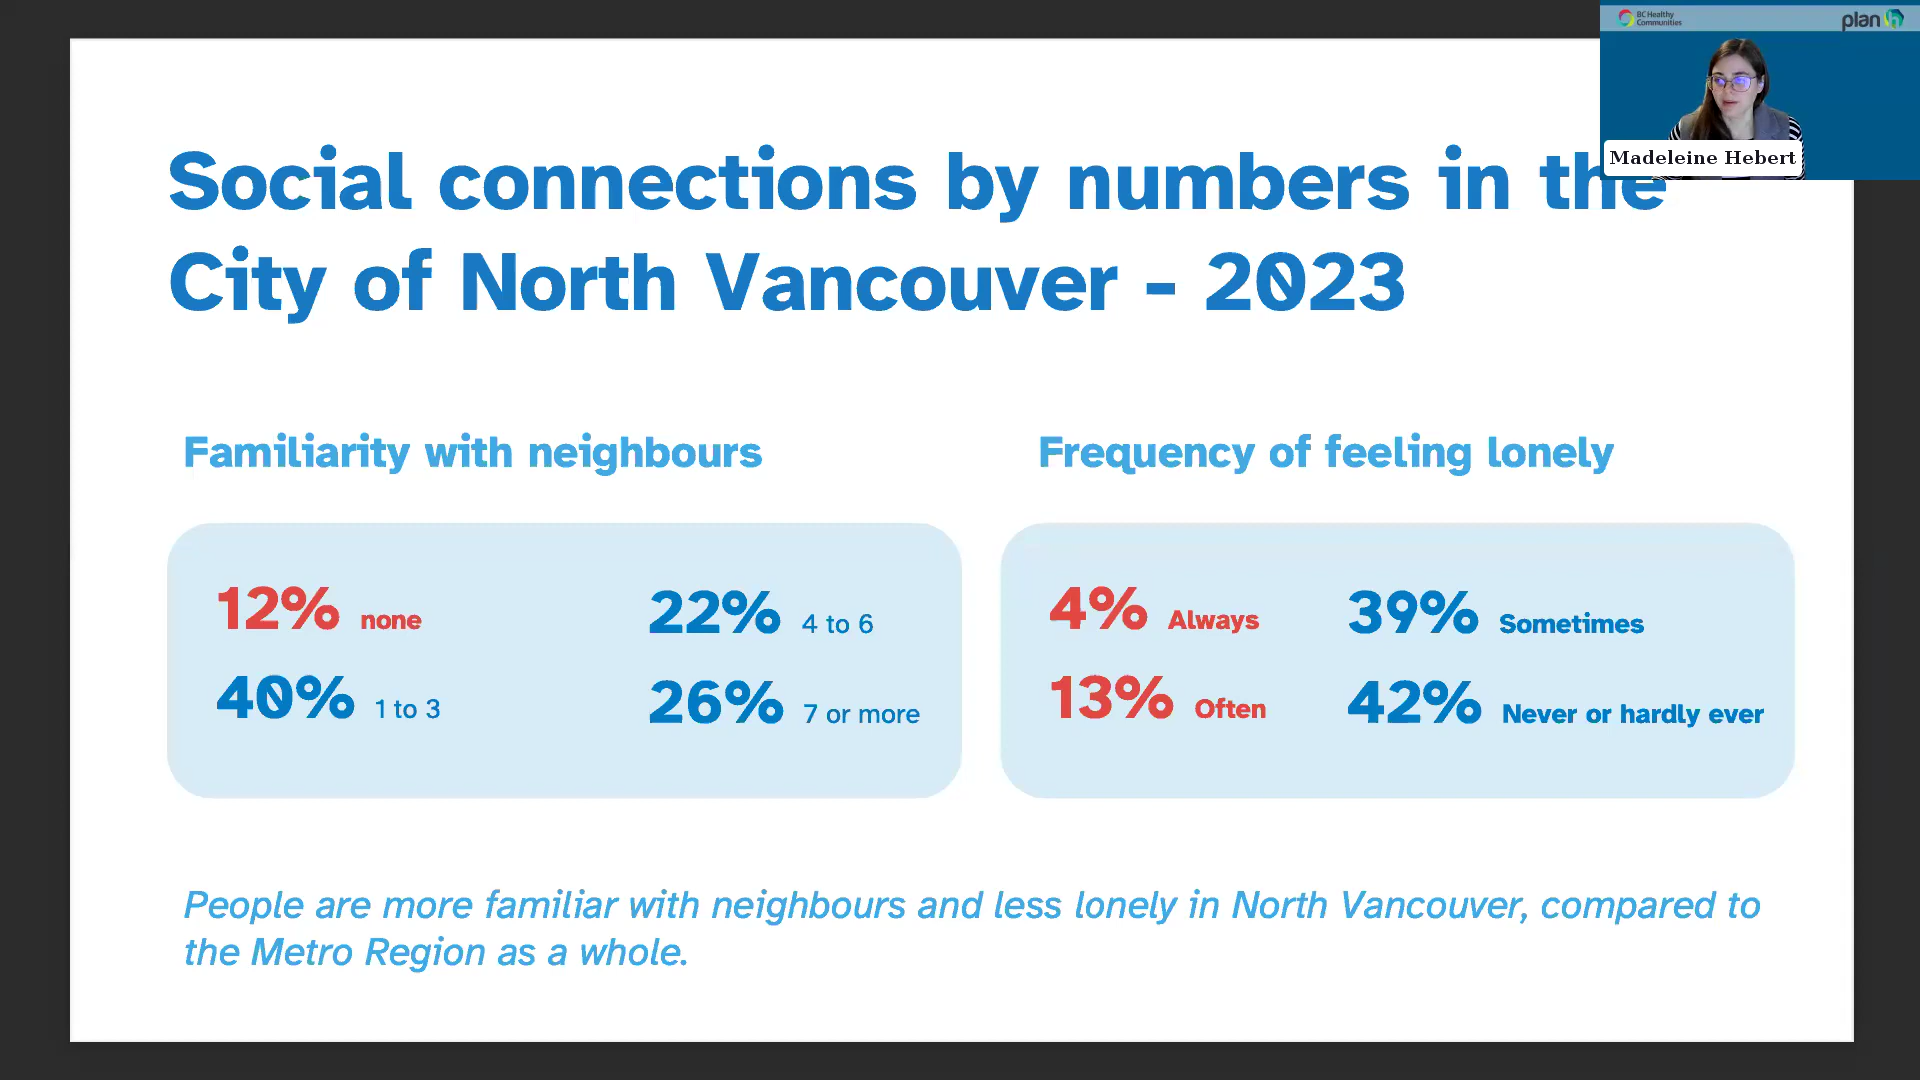 BC Healthy
Communities
plan h
Madeleine Hebert
Social connections by numbers in the
City of North Vancouver - 2023
Familiarity with neighbours
12% none
22% 4 to 6
40% 1 to 3
26% 7 or more
Frequency of feeling lonely
4% Always
39% Sometimes
13% Often
42% Never or hardly ever
People are more familiar with neighbours and less lonely in North Vancouver, compared to
the Metro Region as a whole.